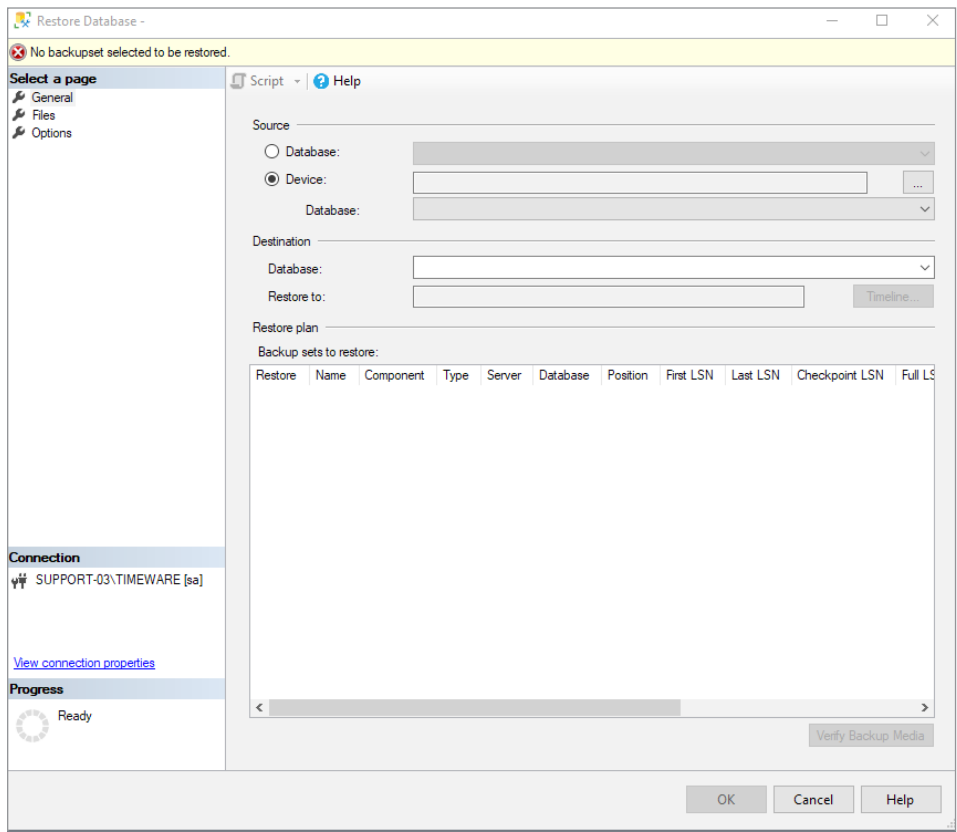 Restore Database -
No backupset selected to be restored.
Select a page
General
Files
Options
Script
Help
Source
Database:
Device:
...
Database:
Destination
Database:
Restore to:
Timeline...
Restore plan
Backup sets to restore:
Restore Name Component Type Server Database Position First LSN Last LSN Checkpoint LSN Full LS
Connection
SUPPORT-03\TIMEWARE [sa]
View connection properties
Progress
Ready
Verify Backup Media
OK Cancel Help